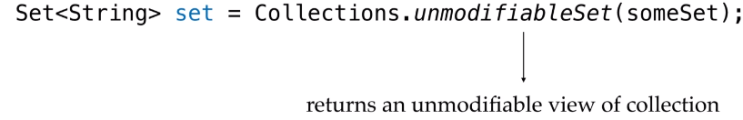 Set<String> set = Collections.unmodifiableSet(someSet);
returns an unmodifiable view of collection